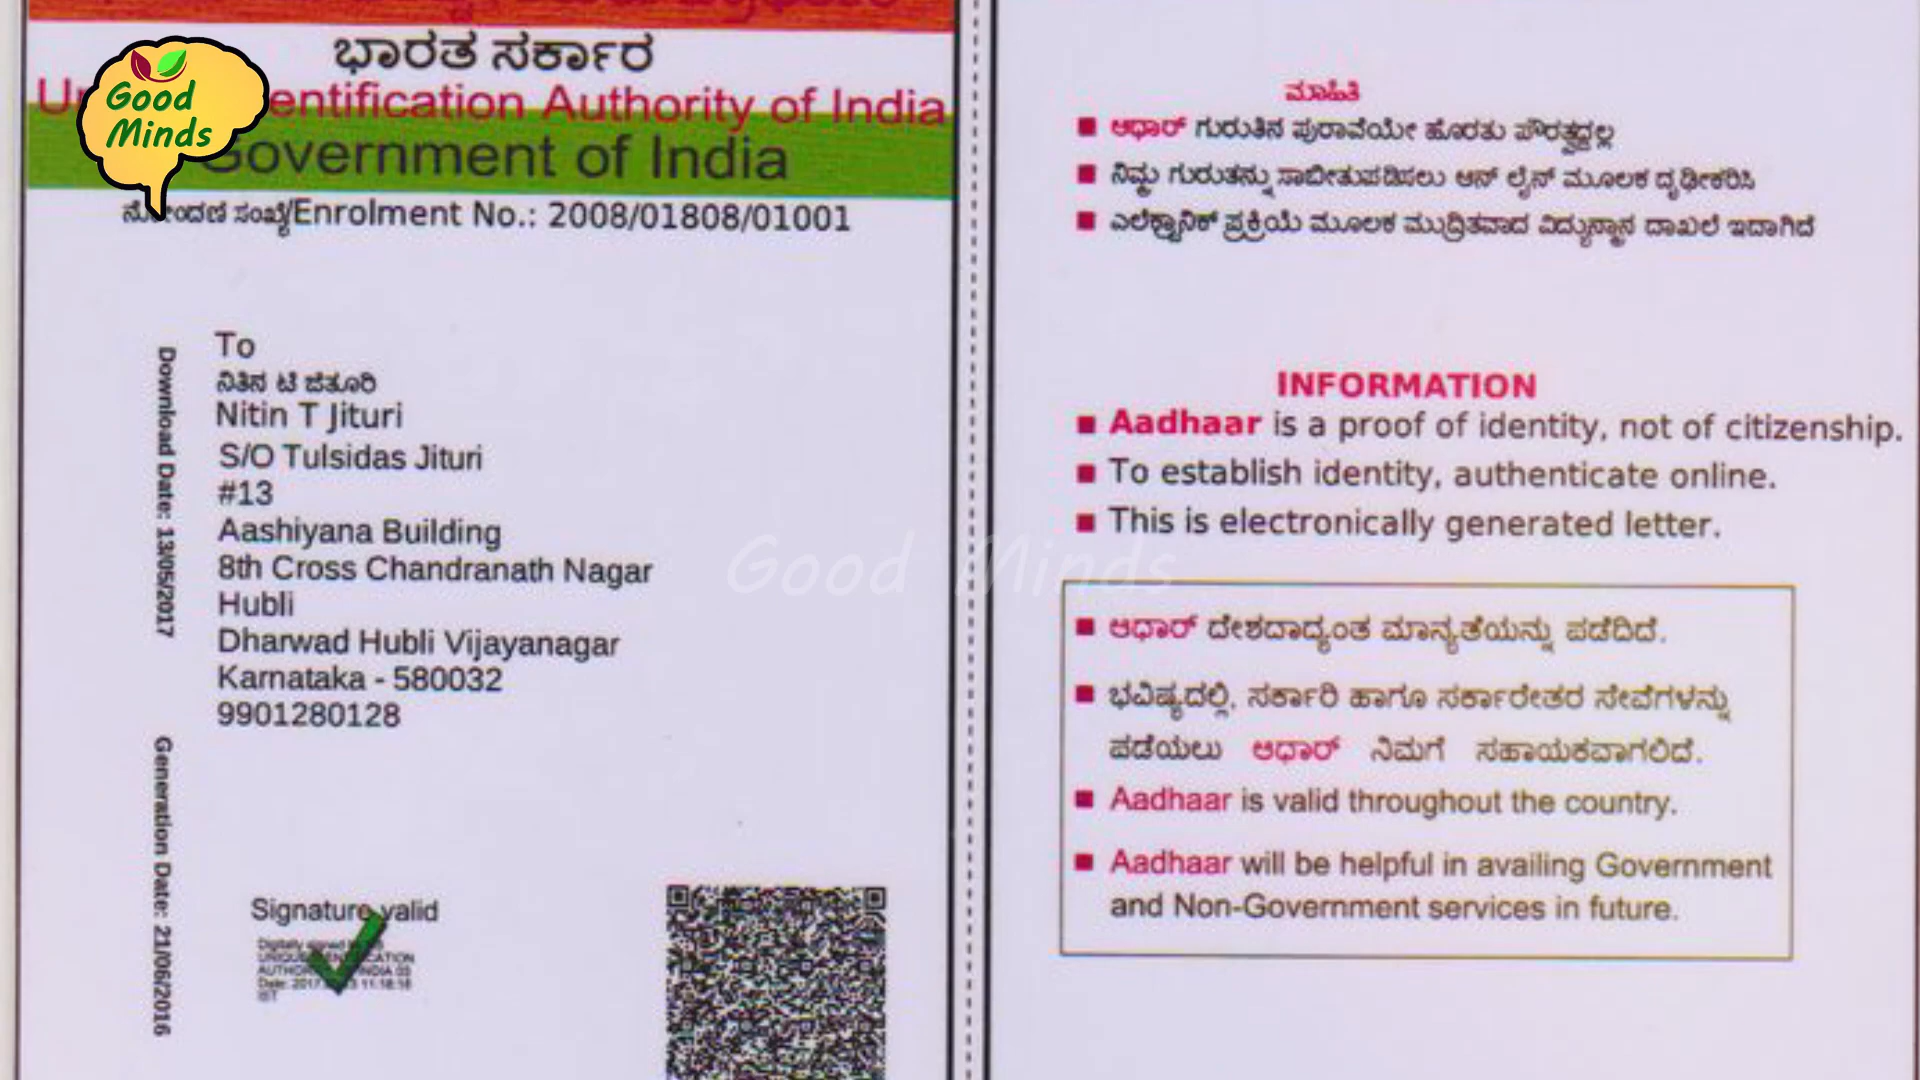 ಭಾರತ ಸರ್ಕಾರ
entification Authority of India
Government of India
ನೋಂದಣಿ ಸಂಖ್ಯೆ/Enrolment No.: 2008/01808/01001
Good
Minds
To
ನಿತಿನ ಟಿ ಜಿತೂರಿ
Nitin T Jituri
S/O Tulsidas Jituri
#13
Aashiyana Building
8th Cross Chandranath Nagar
Hubli
Dharwad Hubli Vijayanagar
Karnataka - 580032
9901280128
Download Date: 13/05/2017
Generation Date: 21/06/2016
Signature valid
Digitally signed
ಮಾಹಿತಿ
ಆಧಾರ್ ಗುರುತಿನ ಪುರಾವೆಯೇ ಹೊರತು ಪೌರತ್ವದ್ದಲ್ಲ
ನಿಮ್ಮ ಗುರುತನ್ನು ಸಾಬೀತುಪಡಿಸಲು ಆನ್ ಲೈನ್ ಮೂಲಕ ದೃಢೀಕರಿಸಿ
ಎಲೆಕ್ಟ್ರಾನಿಕ್ ಪ್ರಕ್ರಿಯೆ ಮೂಲಕ ಮುದ್ರಿತವಾದ ವಿದ್ಯುನ್ಮಾನ ದಾಖಲೆ ಇದಾಗಿದೆ
INFORMATION
Aadhaar is a proof of identity, not of citizenship.
To establish identity, authenticate online.
This is electronically generated letter.
Good Minds
ಆಧಾರ್ ದೇಶದಾದ್ಯಂತ ಮಾನ್ಯತೆಯನ್ನು ಪಡೆದಿದೆ.
ಭವಿಷ್ಯದಲ್ಲಿ, ಸರ್ಕಾರಿ ಹಾಗೂ ಸರ್ಕಾರೇತರ ಸೇವೆಗಳನ್ನು
ಪಡೆಯಲು ಆಧಾರ್ ನಿಮಗೆ ಸಹಾಯಕವಾಗಲಿದೆ.
Aadhaar is valid throughout the country.
Aadhaar will be helpful in availing Government
and Non-Government services in future.